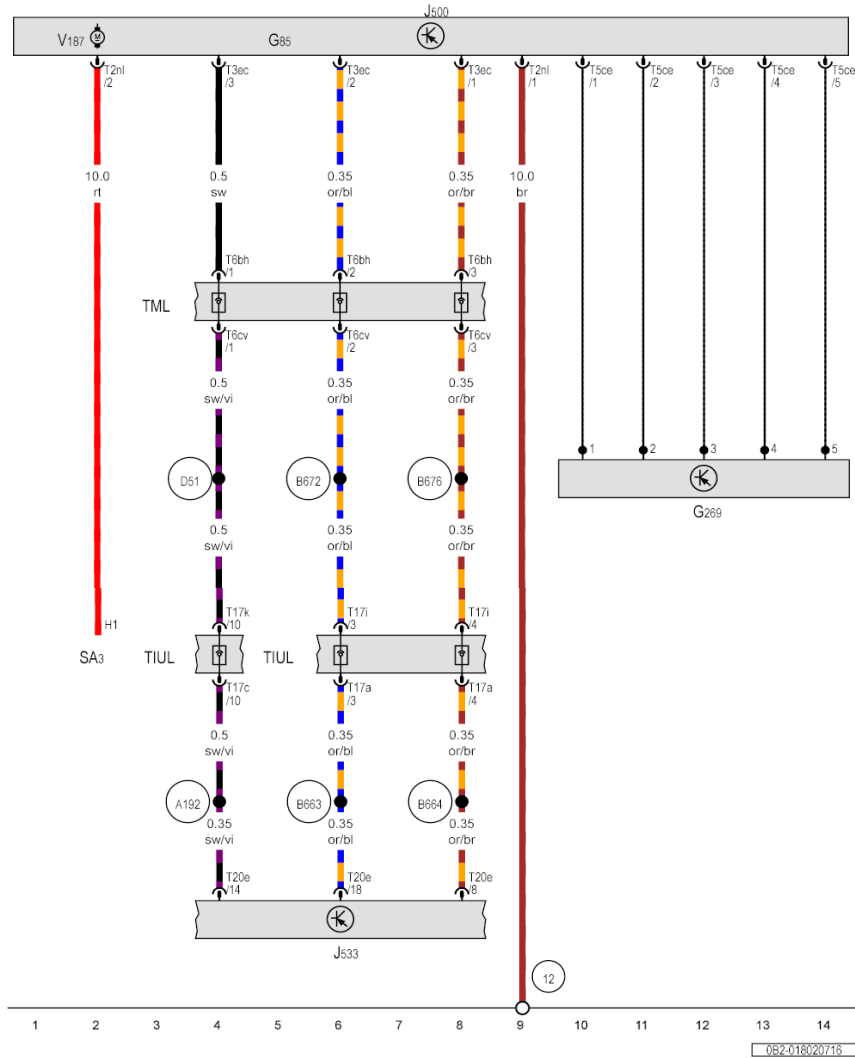 J500
V187 G85
T2nl T3ec T3ec T3ec T2nl T5ce T5ce T5ce T5ce T5ce
/2 /3 /2 /1 /1 /1 /2 /3 /4 /5
10.0 0.5 0.35 0.35 10.0
rt sw or/bl or/br br
T6bh T6bh T6bh
/1 /2 /3
TML
T6cv T6cv T6cv
/1 /2 /3
0.5 0.35 0.35
sw/vi or/bl or/br
1 2 3 4 5
D51 B672 B676
G269
0.5 0.35 0.35
sw/vi or/bl or/br
T17k T17i T17i
H1 /10 /3 /4
SA3 TIUL TIUL
T17c T17a T17a
/10 /3 /4
0.5 0.35 0.35
sw/vi or/bl or/br
A192 B663 B664
0.35 0.35 0.35
sw/vi or/bl or/br
T20e T20e T20e
/14 /18 /8
J533
12
1 2 3 4 5 6 7 8 9 10 11 12 13 14
0B2-018020716